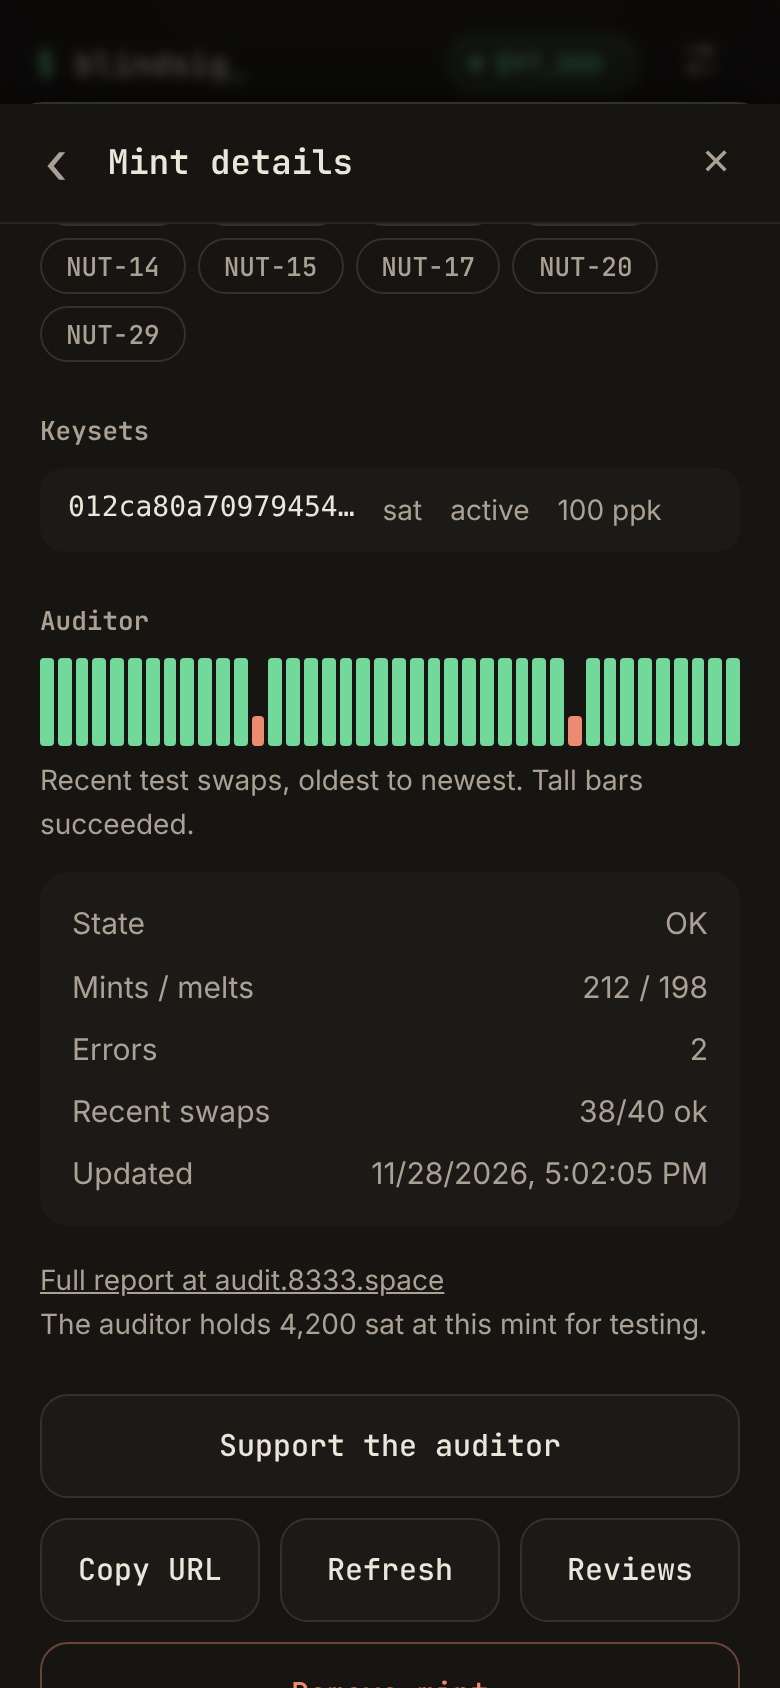 $ blindsig_
Mint details
NUT-14 NUT-15 NUT-17 NUT-20
NUT-29
Keysets
012ca80a70979454… sat active 100 ppk
Auditor
Recent test swaps, oldest to newest. Tall bars
succeeded.
State OK
Mints / melts 212 / 198
Errors 2
Recent swaps 38/40 ok
Updated 11/28/2026, 5:02:05 PM
Full report at audit.8333.space
The auditor holds 4,200 sat at this mint for testing.
Support the auditor
Copy URL Refresh Reviews
Remove mint